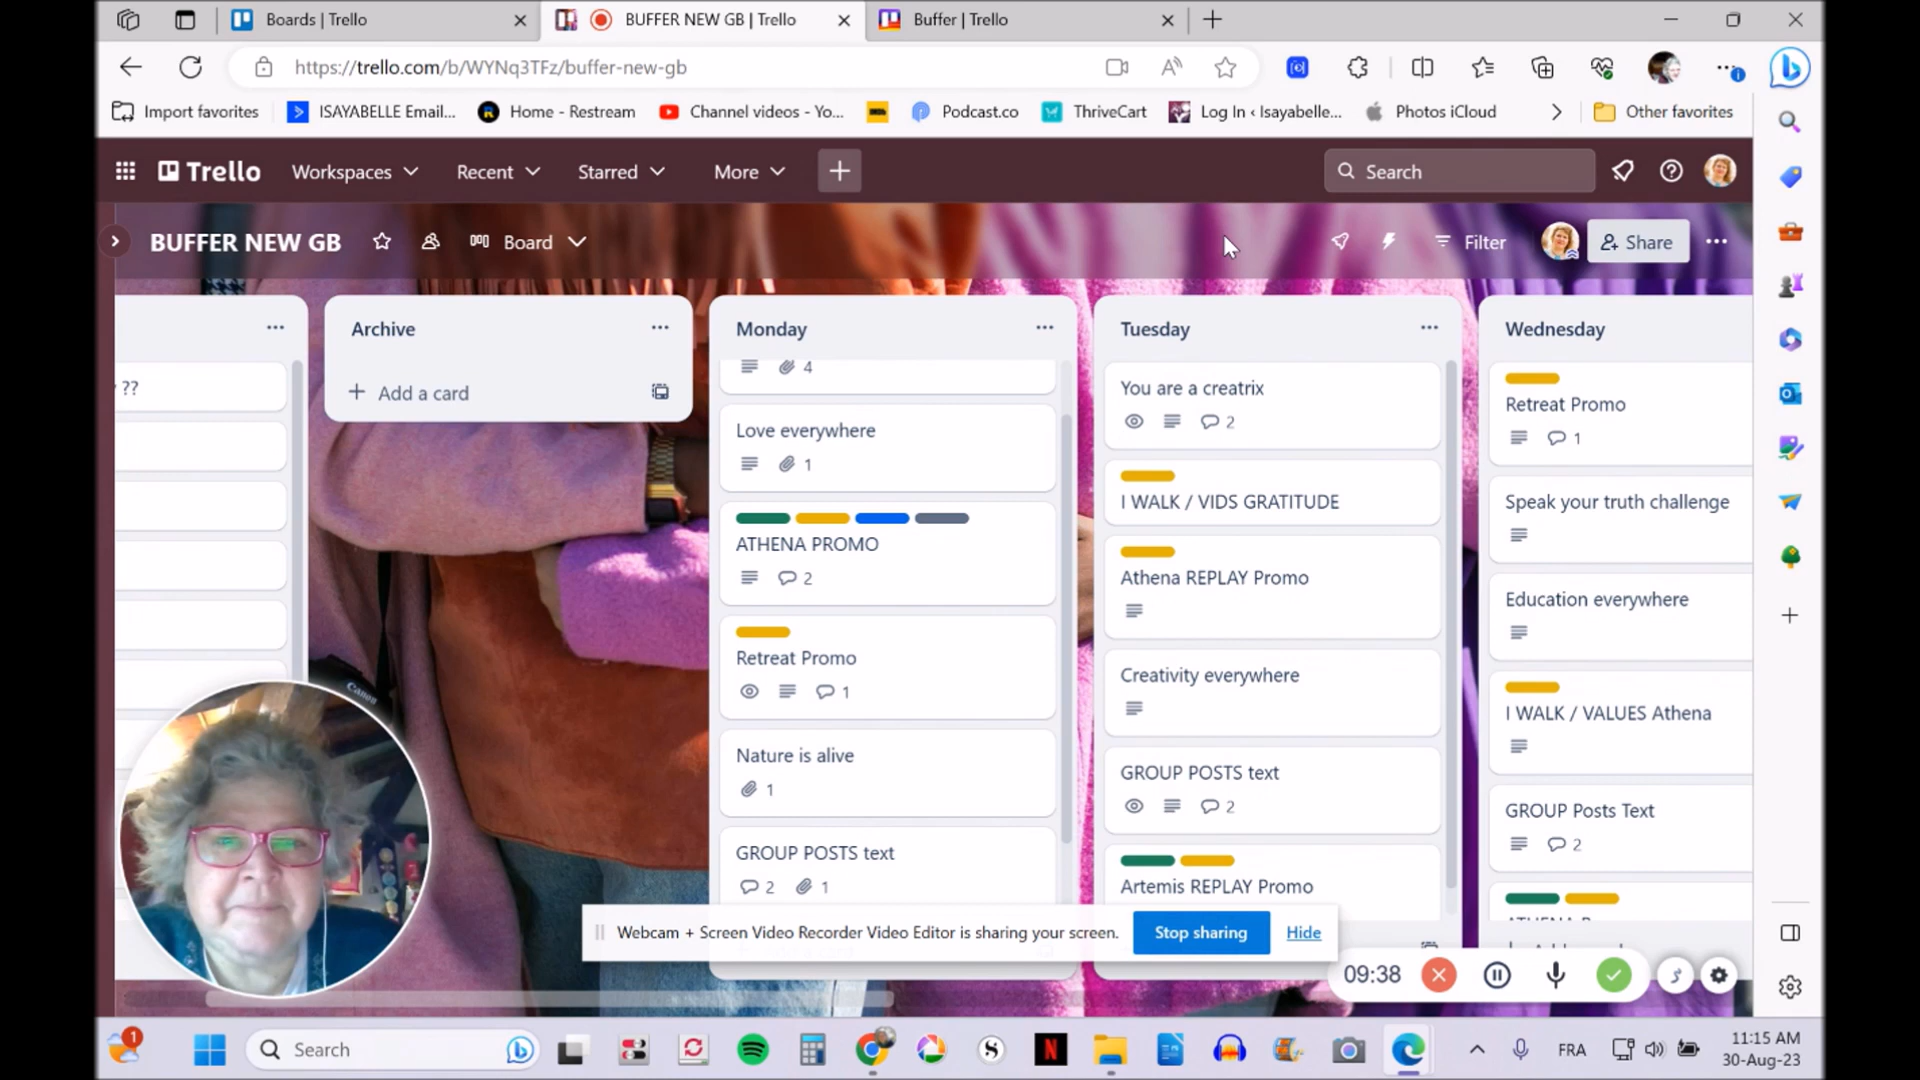 Boards | Trello
BUFFER NEW GB | Trello
Buffer | Trello
https://trello.com/b/WYNq3TFz/buffer-new-gb
Import favorites
ISAYABELLE Email...
Home - Restream
Channel videos - Yo...
Podcast.co
ThriveCart
Log In ‹ Isayabelle...
Photos iCloud
Other favorites
Trello
Workspaces
Recent
Starred
More
Search
BUFFER NEW GB
Board
Filter
Share
??
Archive
Add a card
Monday
4
Love everywhere
1
ATHENA PROMO
2
Retreat Promo
1
Nature is alive
1
GROUP POSTS text
2
1
Tuesday
You are a creatrix
2
I WALK / VIDS GRATITUDE
Athena REPLAY Promo
Creativity everywhere
GROUP POSTS text
2
Artemis REPLAY Promo
Wednesday
Retreat Promo
1
Speak your truth challenge
Education everywhere
I WALK / VALUES Athena
GROUP Posts Text
2
Canon
Webcam + Screen Video Recorder Video Editor is sharing your screen.
Stop sharing
Hide
09:38
1
Search
FRA
11:15 AM
30-Aug-23